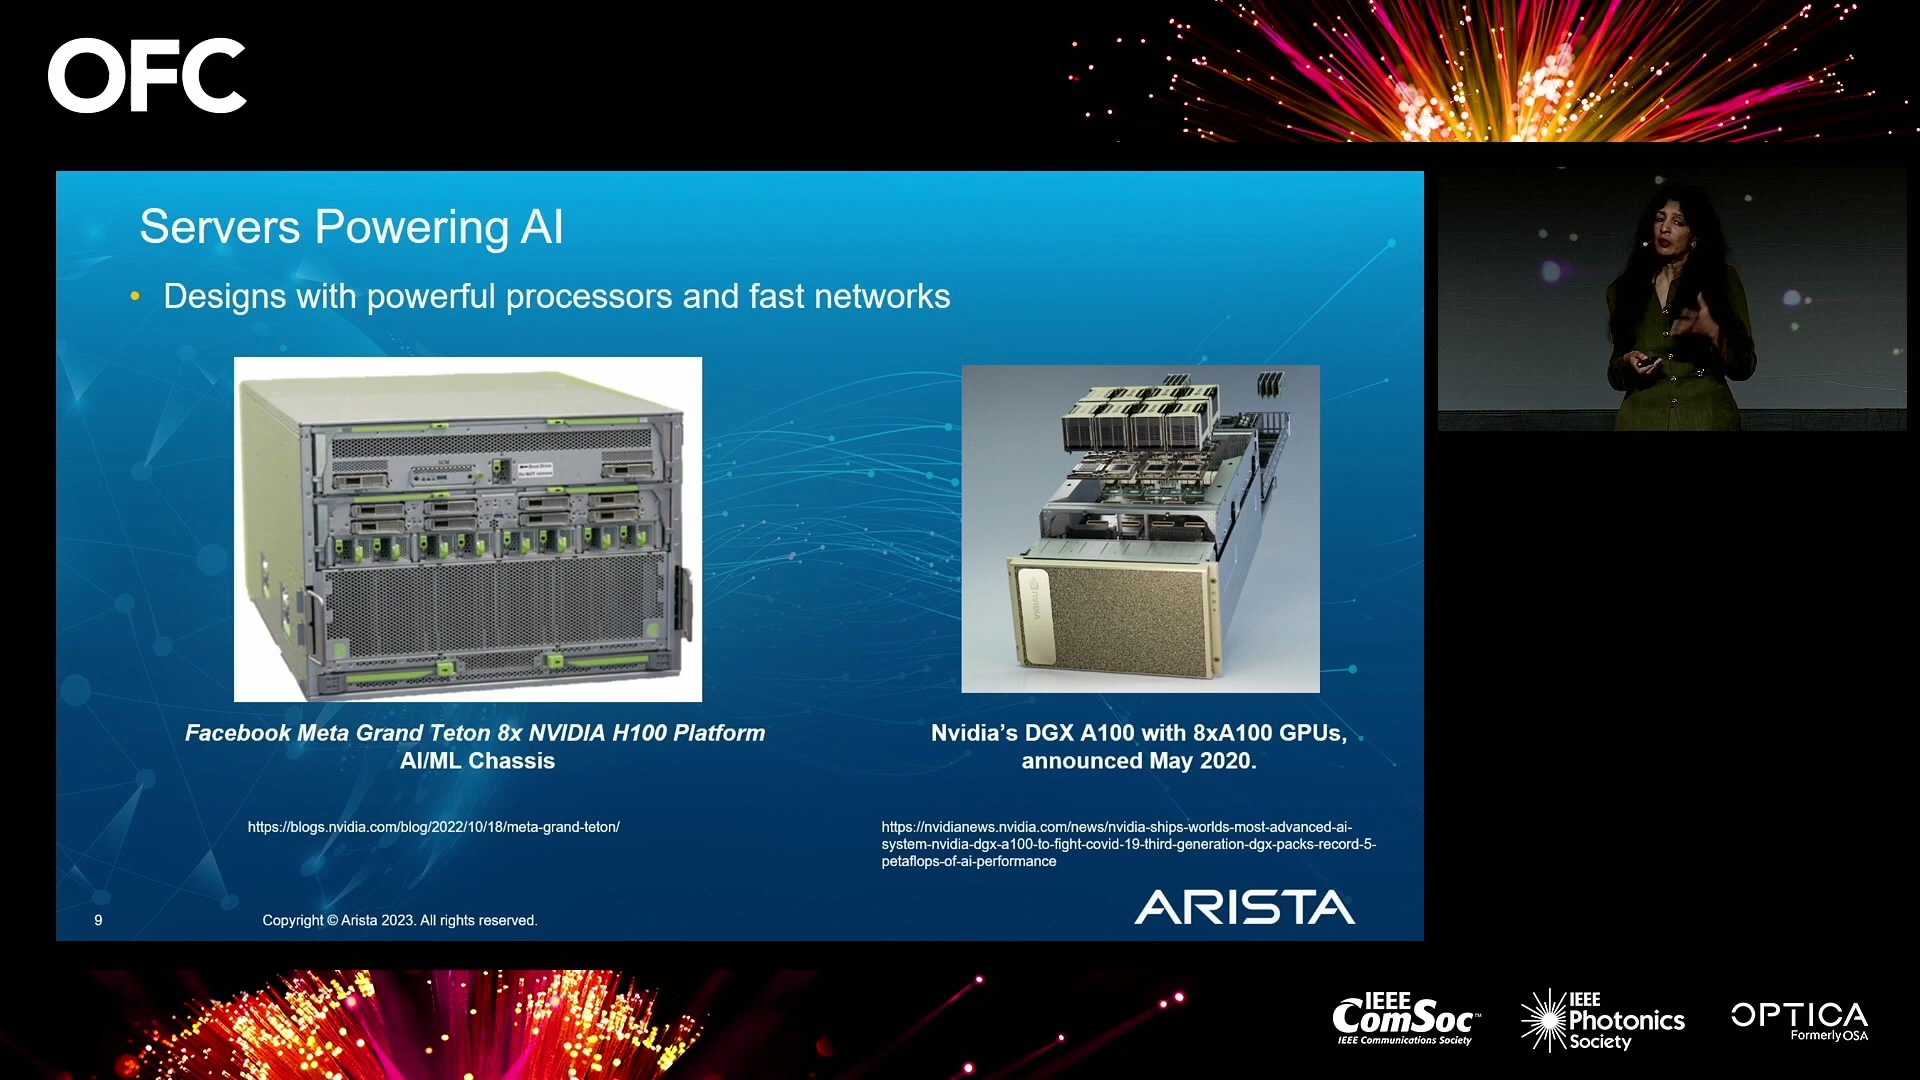 OFC
Servers Powering AI
• Designs with powerful processors and fast networks
Facebook Meta Grand Teton 8x NVIDIA H100 Platform
AI/ML Chassis
https://blogs.nvidia.com/blog/2022/10/18/meta-grand-teton/
NVIDIA
Nvidia’s DGX A100 with 8xA100 GPUs,
announced May 2020.
https://nvidianews.nvidia.com/news/nvidia-ships-worlds-most-advanced-ai-
system-nvidia-dgx-a100-to-fight-covid-19-third-generation-dgx-packs-record-5-
petaflops-of-ai-performance
9
Copyright © Arista 2023. All rights reserved.
ARISTA
IEEE
ComSoc™
IEEE Communications Society
IEEE
Photonics
Society
OPTICA
Formerly OSA